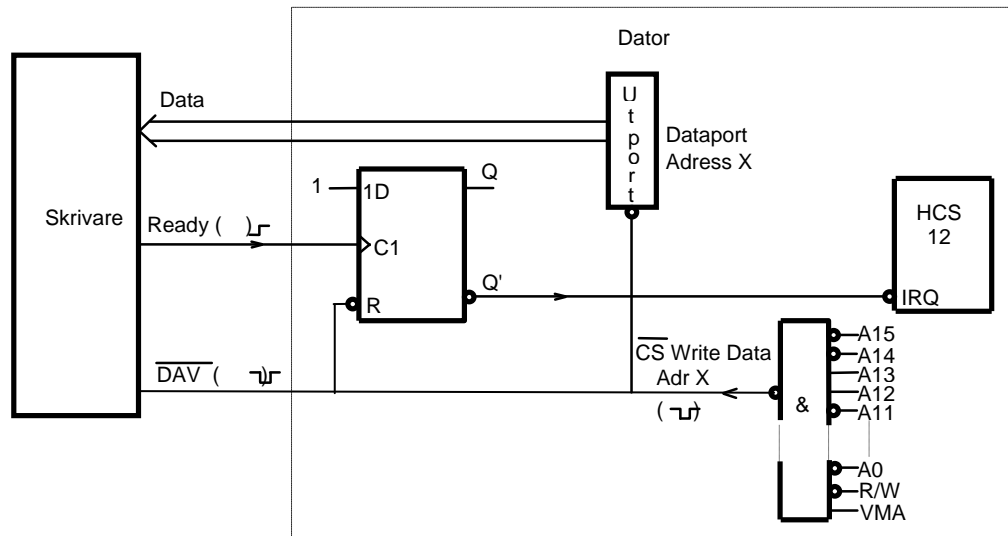 Dator
Utport
Data
Dataport
Adress X
1
1D
Q
Skrivare
HCS
12
Ready ( )
C1
Q'
IRQ
R
DAV ( )
CS Write Data
Adr X
( )
&
A15
A14
A13
A12
A11
A0
R/W
VMA